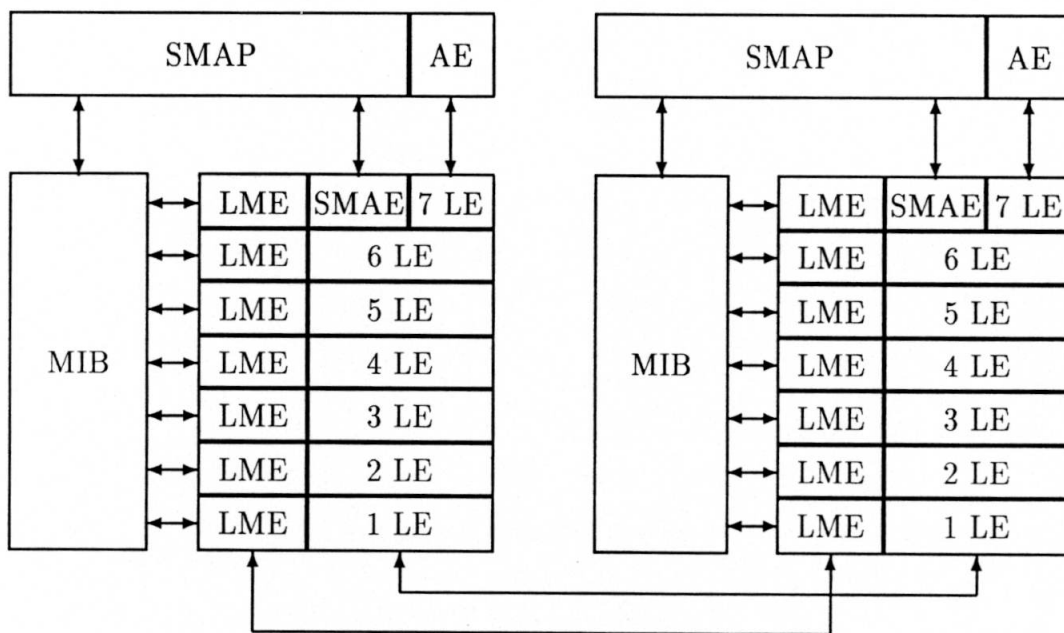 SMAP AE SMAP AE
LME SMAE 7 LE LME SMAE 7 LE
LME 6 LE LME 6 LE
LME 5 LE LME 5 LE
MIB LME 4 LE MIB LME 4 LE
LME 3 LE LME 3 LE
LME 2 LE LME 2 LE
LME 1 LE LME 1 LE